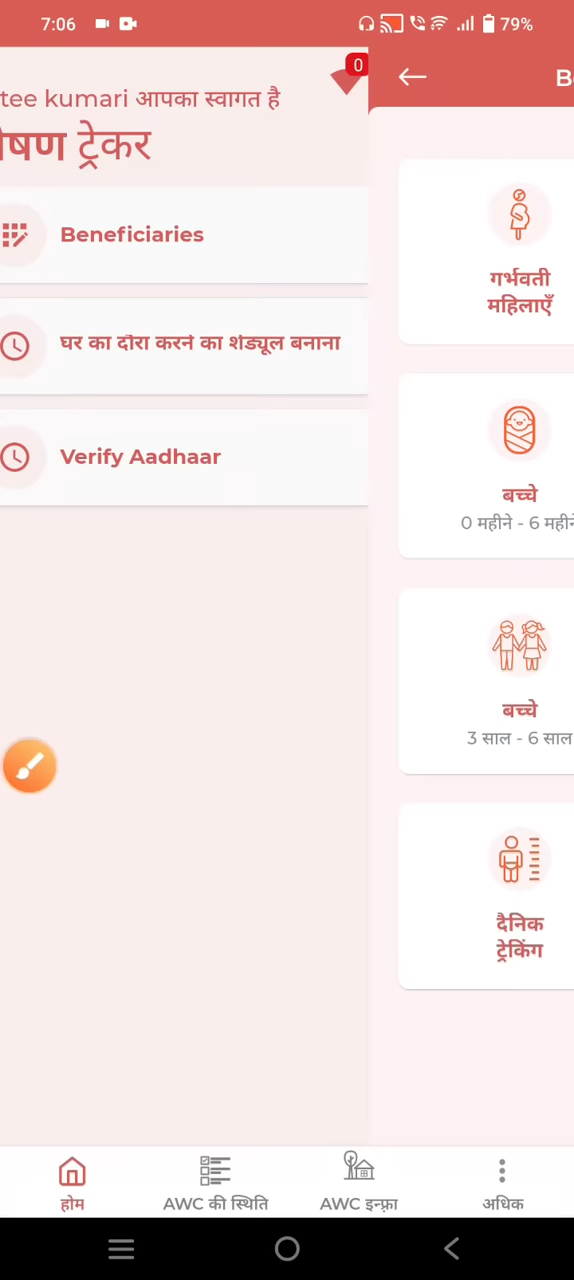 7:06
79%
0
tee kumari आपका स्वागत है
षण ट्रेकर
B
Beneficiaries
घर का दौरा करने का शेड्यूल बनाना
Verify Aadhaar
गर्भवती
महिलाएँ
बच्चे
0 महीने - 6 महीने
बच्चे
3 साल - 6 साल
दैनिक
ट्रेकिंग
होम
AWC की स्थिति
AWC इन्फ्रा
अधिक